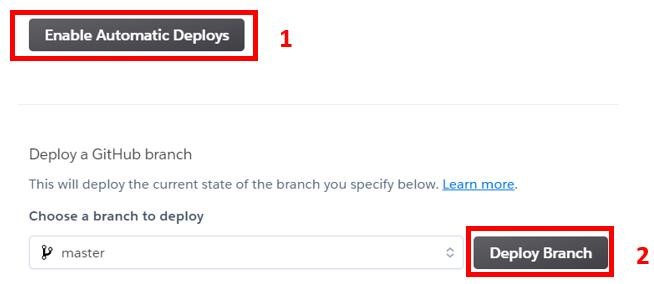 Enable Automatic Deploys
1
Deploy a GitHub branch
This will deploy the current state of the branch you specify below. Learn more.
Choose a branch to deploy
master
Deploy Branch
2